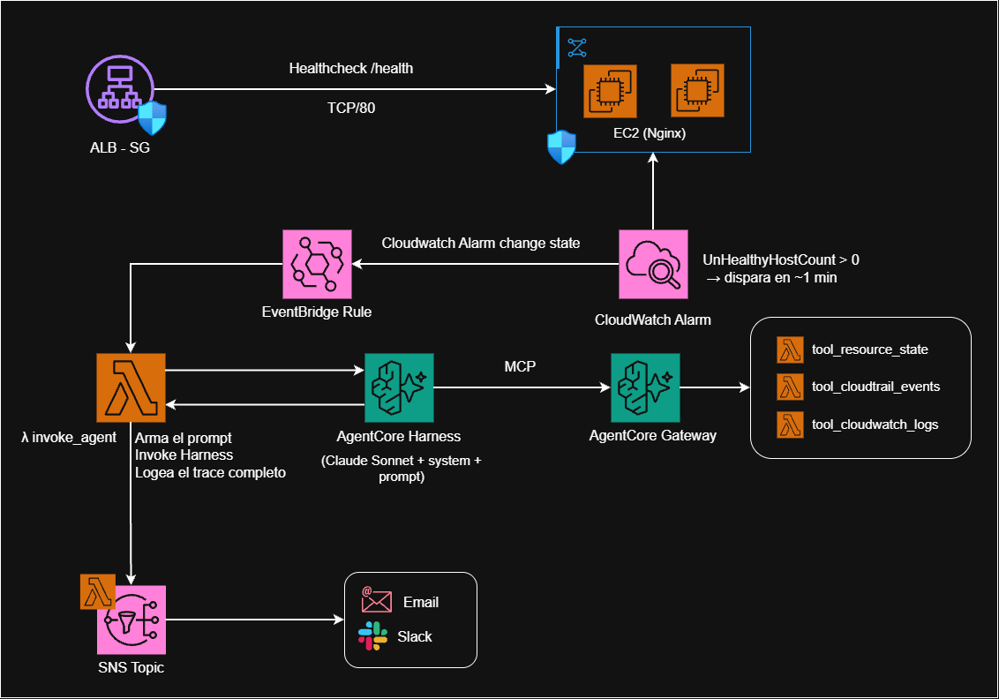 Healthcheck /health
TCP/80
ALB - SG
EC2 (Nginx)
Cloudwatch Alarm change state
UnHealthyHostCount > 0
→ dispara en ~1 min
EventBridge Rule
CloudWatch Alarm
MCP
tool_resource_state
tool_cloudtrail_events
tool_cloudwatch_logs
λ invoke_agent
Arma el prompt
Invoke Harness
Logea el trace completo
AgentCore Harness
(Claude Sonnet + system +
prompt)
AgentCore Gateway
@
Email
Slack
SNS Topic